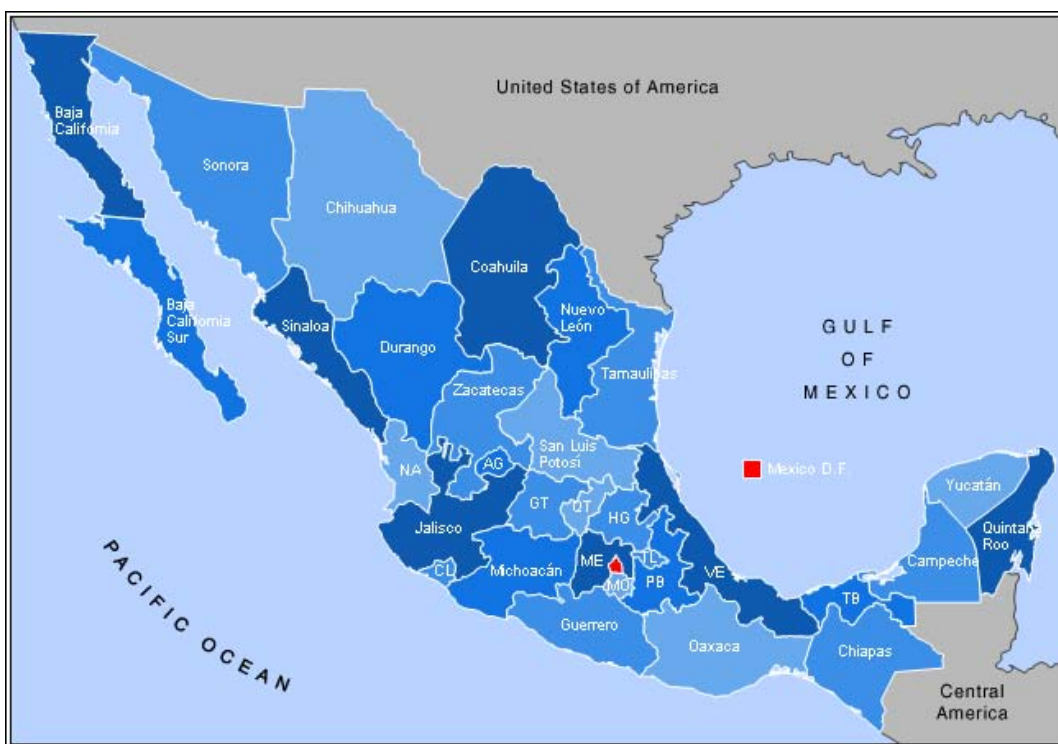 United States of America
Baja
California
Sonora
Chihuahua
Coahuila
Baja
California
Sur
Sinaloa
Durango
Nuevo
León
Tamaulipas
GULF
OF
MEXICO
Zacatecas
San Luis
Potosí
NA
AG
Mexico D.F.
Yucatán
Jalisco
GT
QT
HG
Quintana
Roo
CL
Michoacán
ME
TL
MO
PB
VE
Campeche
TB
Guerrero
Oaxaca
Chiapas
PACIFIC OCEAN
Central
America